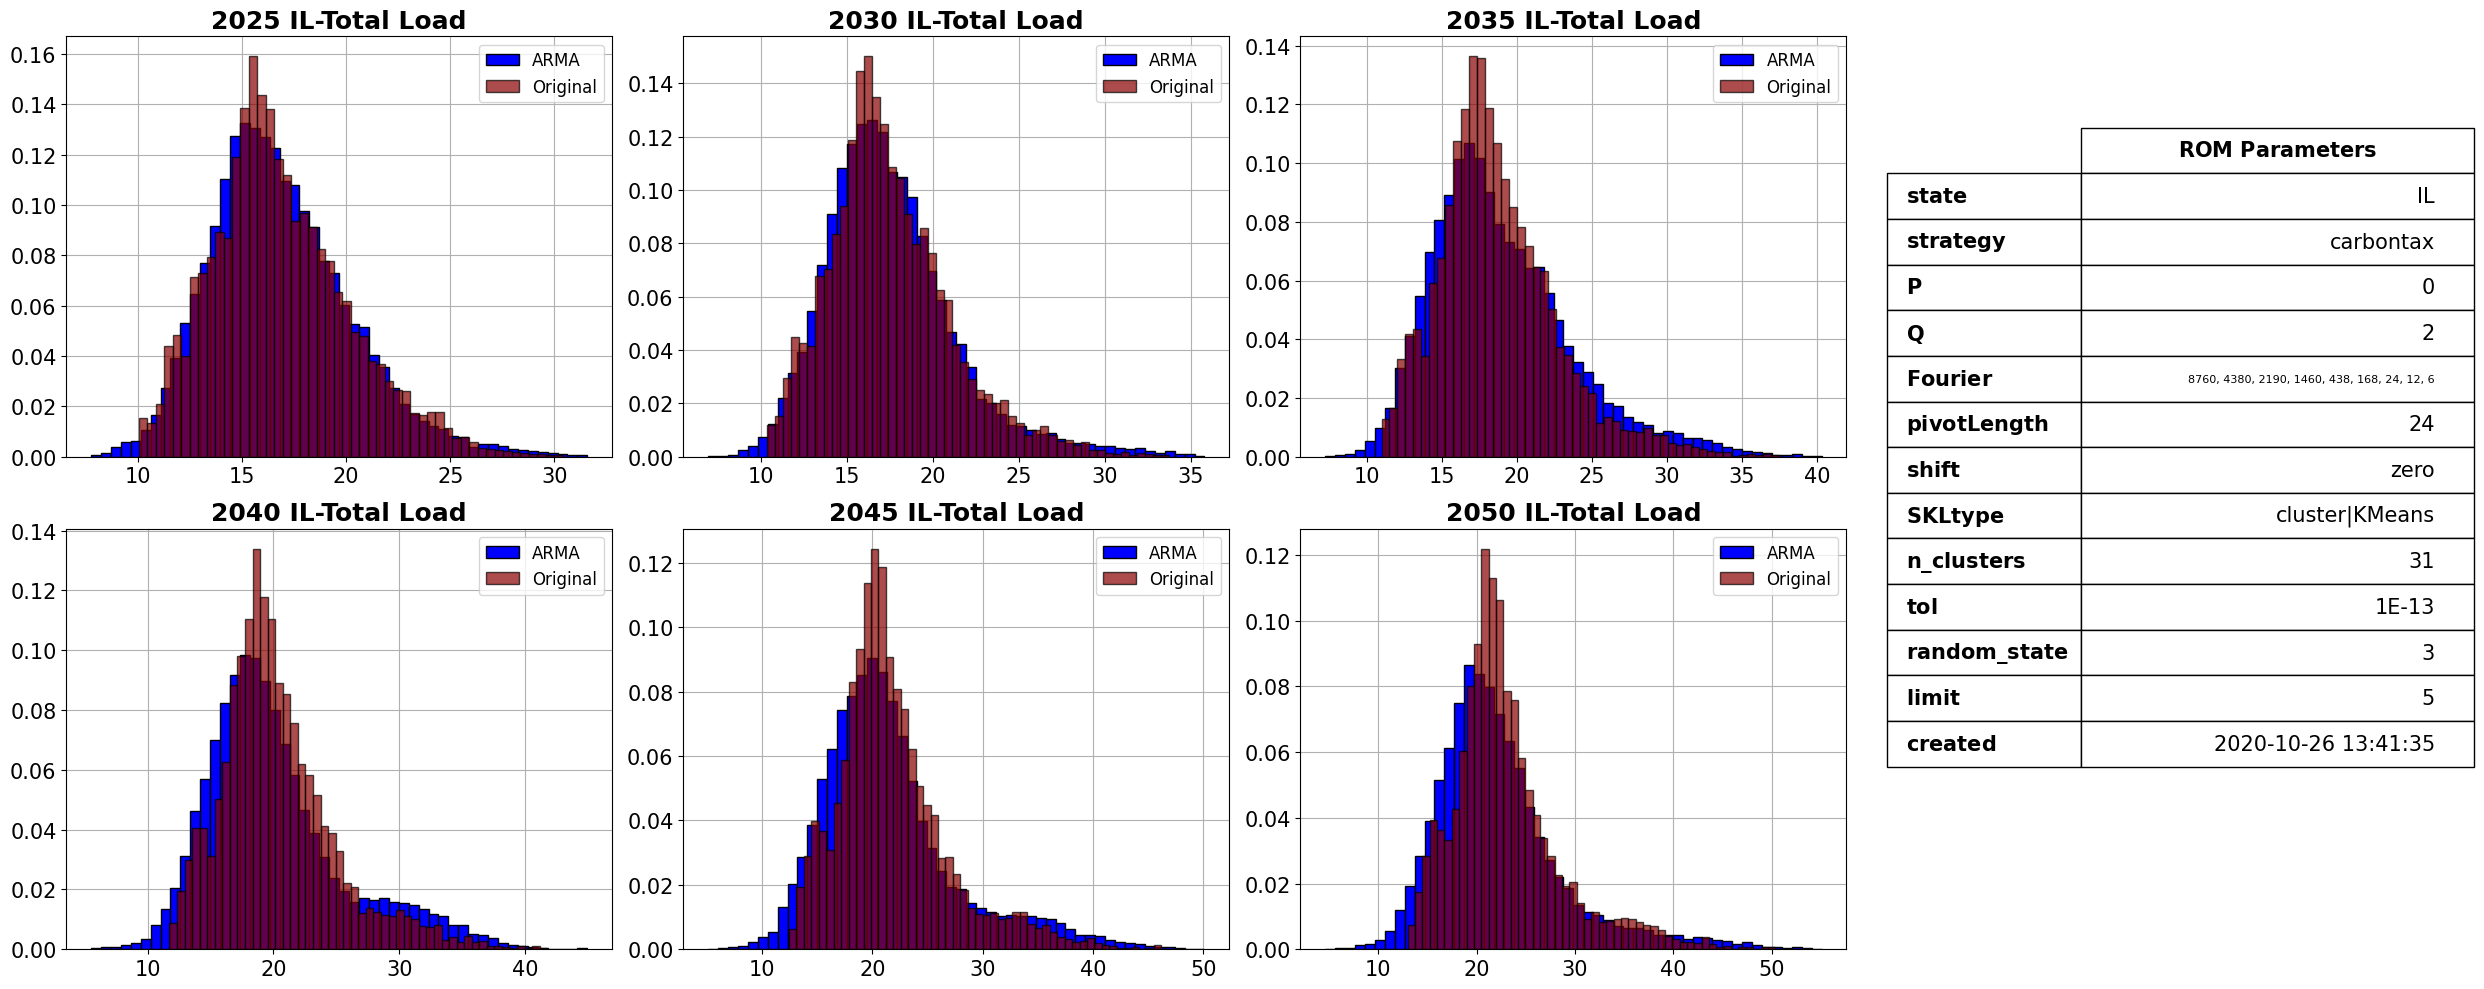 2025 IL-Total Load
0.16
0.14
0.12
0.10
0.08
0.06
0.04
0.02
0.00
10
15
20
25
30
ARMA
Original
2030 IL-Total Load
0.14
0.12
0.10
0.08
0.06
0.04
0.02
0.00
10
15
20
25
30
35
ARMA
Original
2035 IL-Total Load
0.14
0.12
0.10
0.08
0.06
0.04
0.02
0.00
10
15
20
25
30
35
40
ARMA
Original
2040 IL-Total Load
0.14
0.12
0.10
0.08
0.06
0.04
0.02
0.00
10
20
30
40
ARMA
Original
2045 IL-Total Load
0.12
0.10
0.08
0.06
0.04
0.02
0.00
10
20
30
40
50
ARMA
Original
2050 IL-Total Load
0.12
0.10
0.08
0.06
0.04
0.02
0.00
10
20
30
40
50
ARMA
Original
ROM Parameters
state IL
strategy carbontax
P 0
Q 2
Fourier 8760, 4380, 2190, 1460, 438, 168, 24, 12, 6
pivotLength 24
shift zero
SKLtype cluster|KMeans
n_clusters 31
tol 1E-13
random_state 3
limit 5
created 2020-10-26 13:41:35